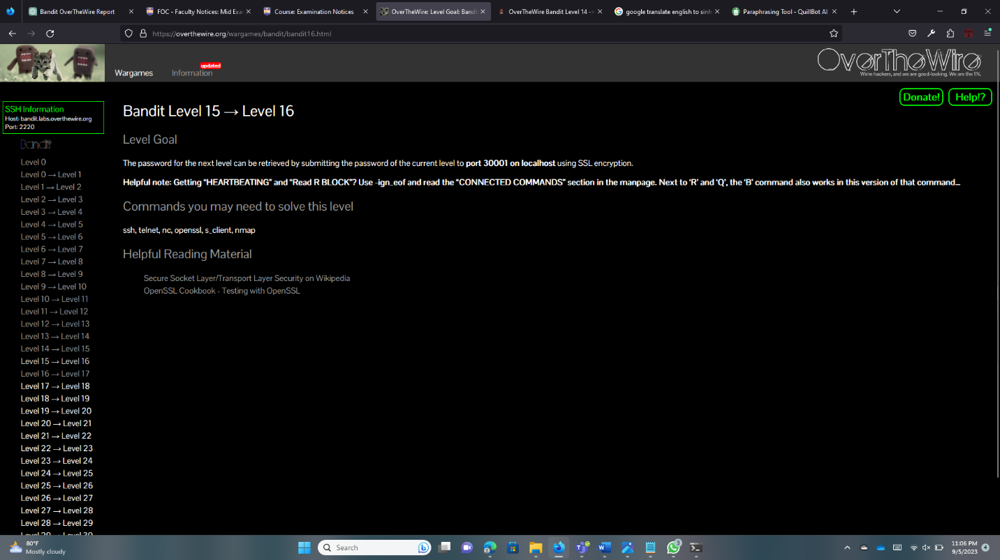 Bandit OverTheWire Report
FOC - Faculty Notices: Mid Exa
Course: Examination Notices
OverTheWire: Level Goal: Bandi
OverTheWire Bandit Level 14 ->
google translate english to sinh
Paraphrasing Tool - QuillBot AI
https://overthewire.org/wargames/bandit/bandit16.html
Wargames
Information
updated
OverTheWire
We're hackers, and we are good-looking. We are the 1%.
Donate!
Help!?
SSH Information
Host: bandit.labs.overthewire.org
Port: 2220
Bandit
Level 0
Level 0 → Level 1
Level 1 → Level 2
Level 2 → Level 3
Level 3 → Level 4
Level 4 → Level 5
Level 5 → Level 6
Level 6 → Level 7
Level 7 → Level 8
Level 8 → Level 9
Level 9 → Level 10
Level 10 → Level 11
Level 11 → Level 12
Level 12 → Level 13
Level 13 → Level 14
Level 14 → Level 15
Level 15 → Level 16
Level 16 → Level 17
Level 17 → Level 18
Level 18 → Level 19
Level 19 → Level 20
Level 20 → Level 21
Level 21 → Level 22
Level 22 → Level 23
Level 23 → Level 24
Level 24 → Level 25
Level 25 → Level 26
Level 26 → Level 27
Level 27 → Level 28
Level 28 → Level 29
Level 29 → Level 30
Bandit Level 15 → Level 16
Level Goal
The password for the next level can be retrieved by submitting the password of the current level to port 30001 on localhost using SSL encryption.
Helpful note: Getting “HEARTBEATING” and “Read R BLOCK”? Use -ign_eof and read the “CONNECTED COMMANDS” section in the manpage. Next to ‘R’ and ‘Q’, the ‘B’ command also works in this version of that command…
Commands you may need to solve this level
ssh, telnet, nc, openssl, s_client, nmap
Helpful Reading Material
Secure Socket Layer/Transport Layer Security on Wikipedia
OpenSSL Cookbook - Testing with OpenSSL
80°F
Mostly cloudy
Search
3
11:06 PM
9/5/2023
4